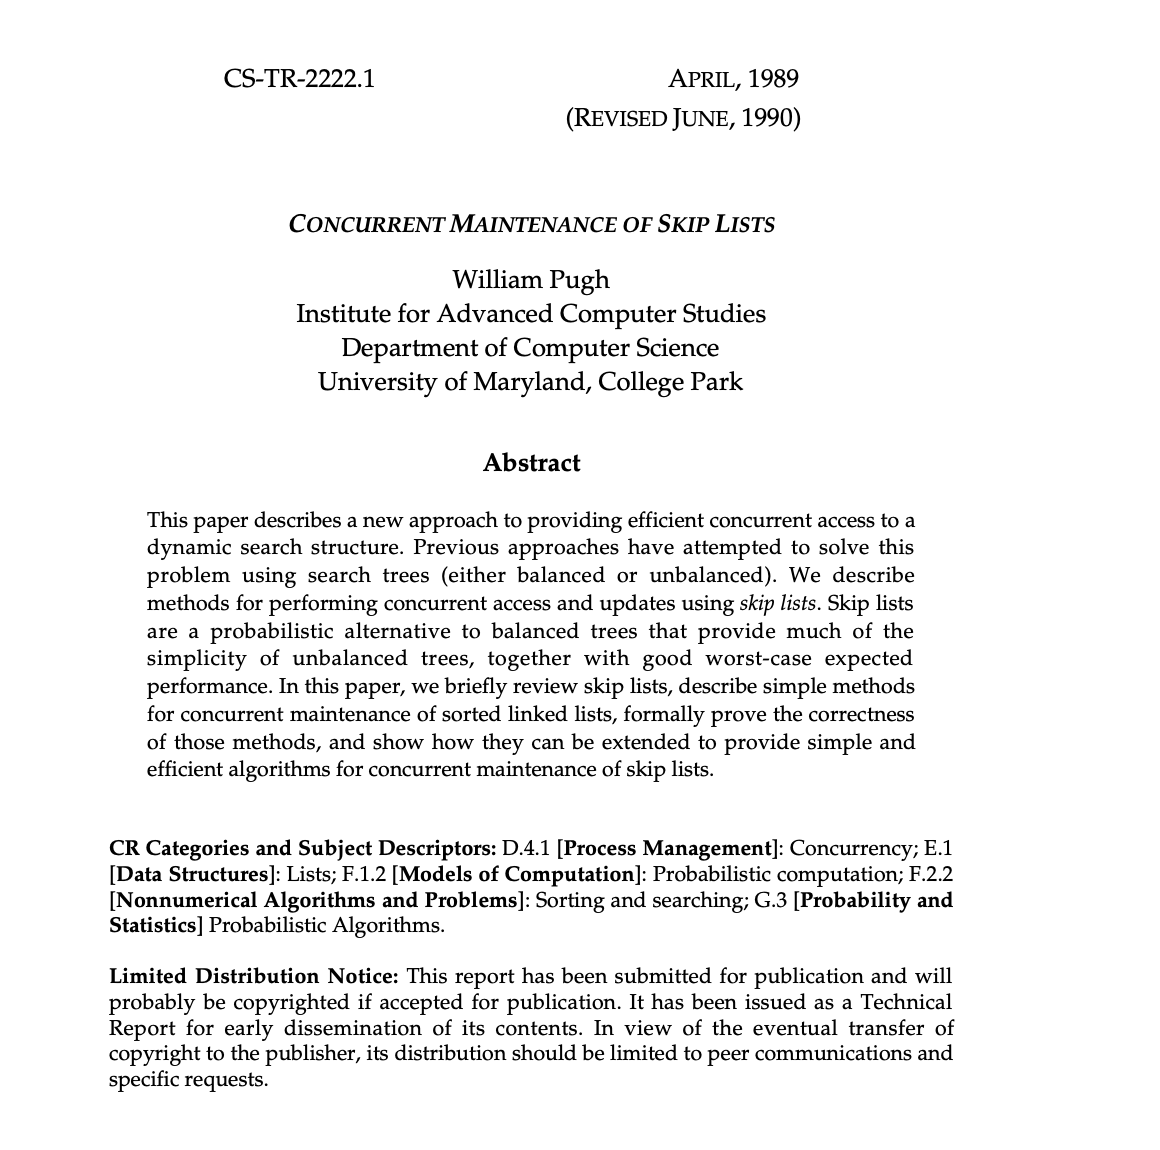 CS-TR-2222.1 APRIL, 1989
(REVISED JUNE, 1990)
CONCURRENT MAINTENANCE OF SKIP LISTS
William Pugh
Institute for Advanced Computer Studies
Department of Computer Science
University of Maryland, College Park
Abstract
This paper describes a new approach to providing efficient concurrent access to a
dynamic search structure. Previous approaches have attempted to solve this
problem using search trees (either balanced or unbalanced). We describe
methods for performing concurrent access and updates using skip lists. Skip lists
are a probabilistic alternative to balanced trees that provide much of the
simplicity of unbalanced trees, together with good worst-case expected
performance. In this paper, we briefly review skip lists, describe simple methods
for concurrent maintenance of sorted linked lists, formally prove the correctness
of those methods, and show how they can be extended to provide simple and
efficient algorithms for concurrent maintenance of skip lists.
CR Categories and Subject Descriptors: D.4.1 [Process Management]: Concurrency; E.1
[Data Structures]: Lists; F.1.2 [Models of Computation]: Probabilistic computation; F.2.2
[Nonnumerical Algorithms and Problems]: Sorting and searching; G.3 [Probability and
Statistics] Probabilistic Algorithms.
Limited Distribution Notice: This report has been submitted for publication and will
probably be copyrighted if accepted for publication. It has been issued as a Technical
Report for early dissemination of its contents. In view of the eventual transfer of
copyright to the publisher, its distribution should be limited to peer communications and
specific requests.